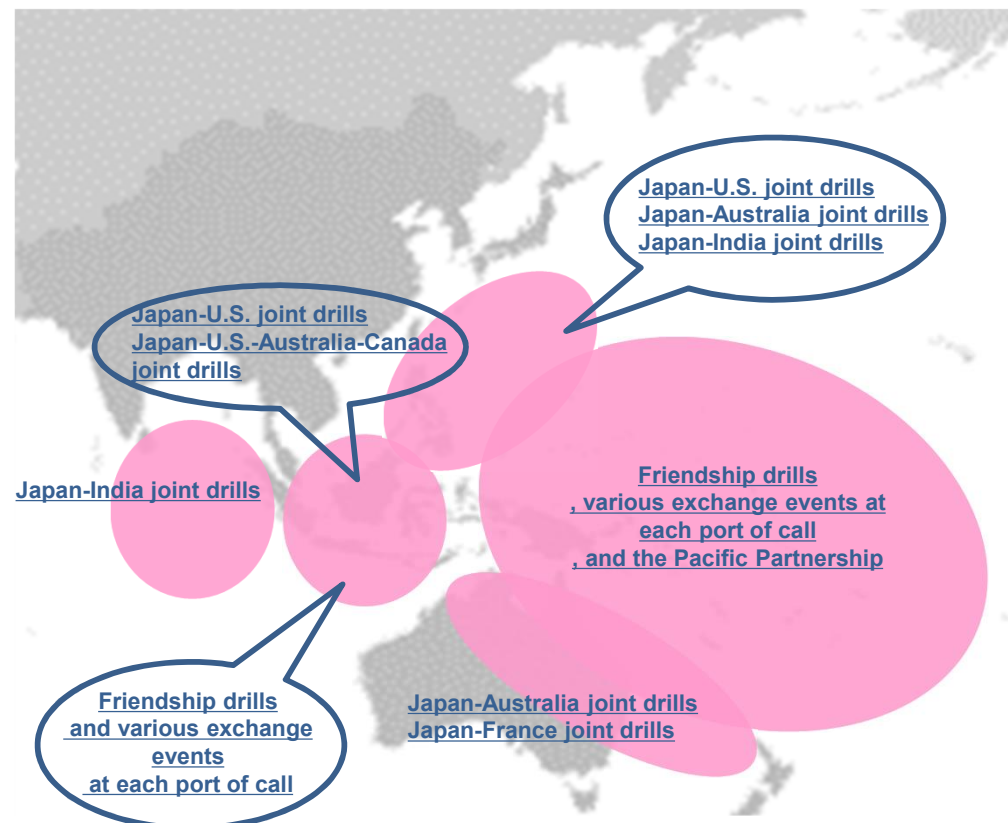 Japan-U.S. joint drills
Japan-Australia joint drills
Japan-India joint drills
Japan-U.S. joint drills
Japan-U.S.-Australia-Canada
joint drills
Japan-India joint drills
Friendship drills
, various exchange events at
each port of call
, and the Pacific Partnership
Friendship drills
and various exchange
events
at each port of call
Japan-Australia joint drills
Japan-France joint drills